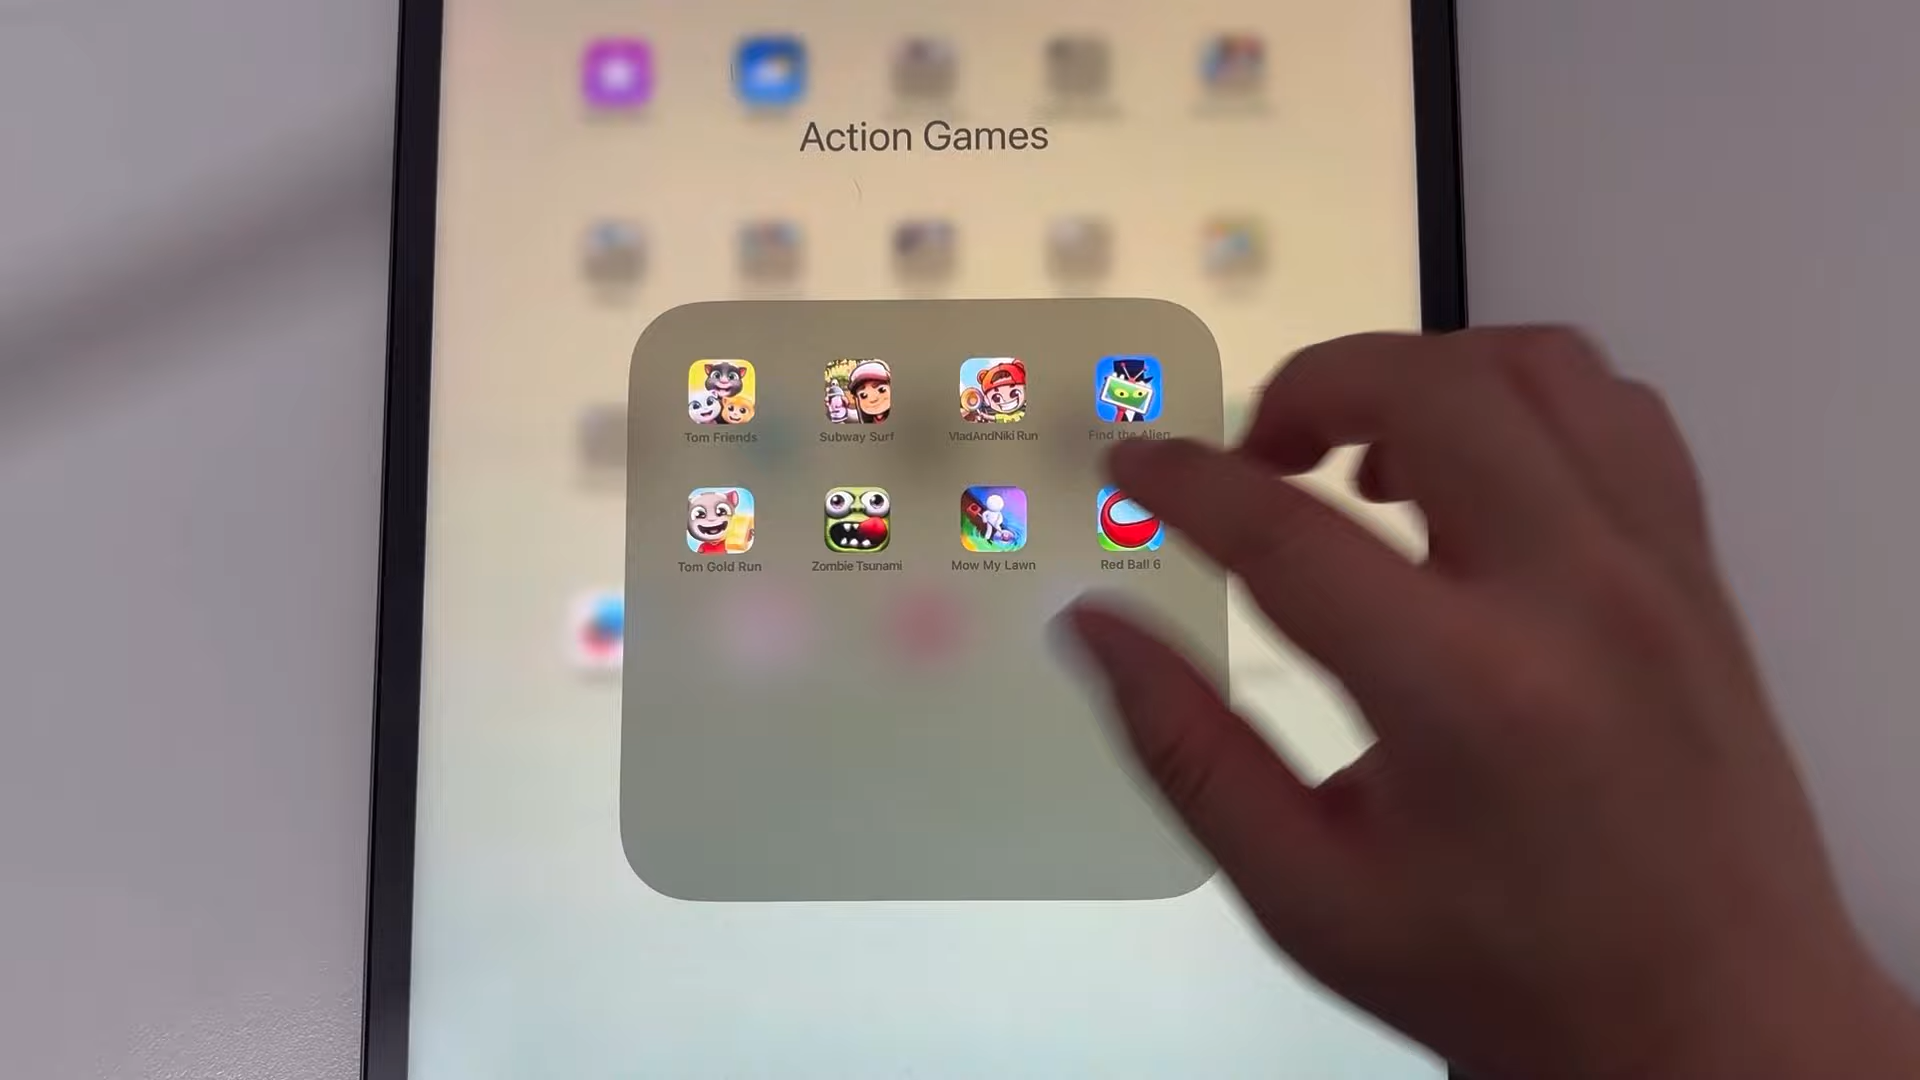 Action Games
Tom Friends
Subway Surf
VladAndNiki Run
Find the Alien
Tom Gold Run
Zombie Tsunami
Mow My Lawn
Red Ball 6